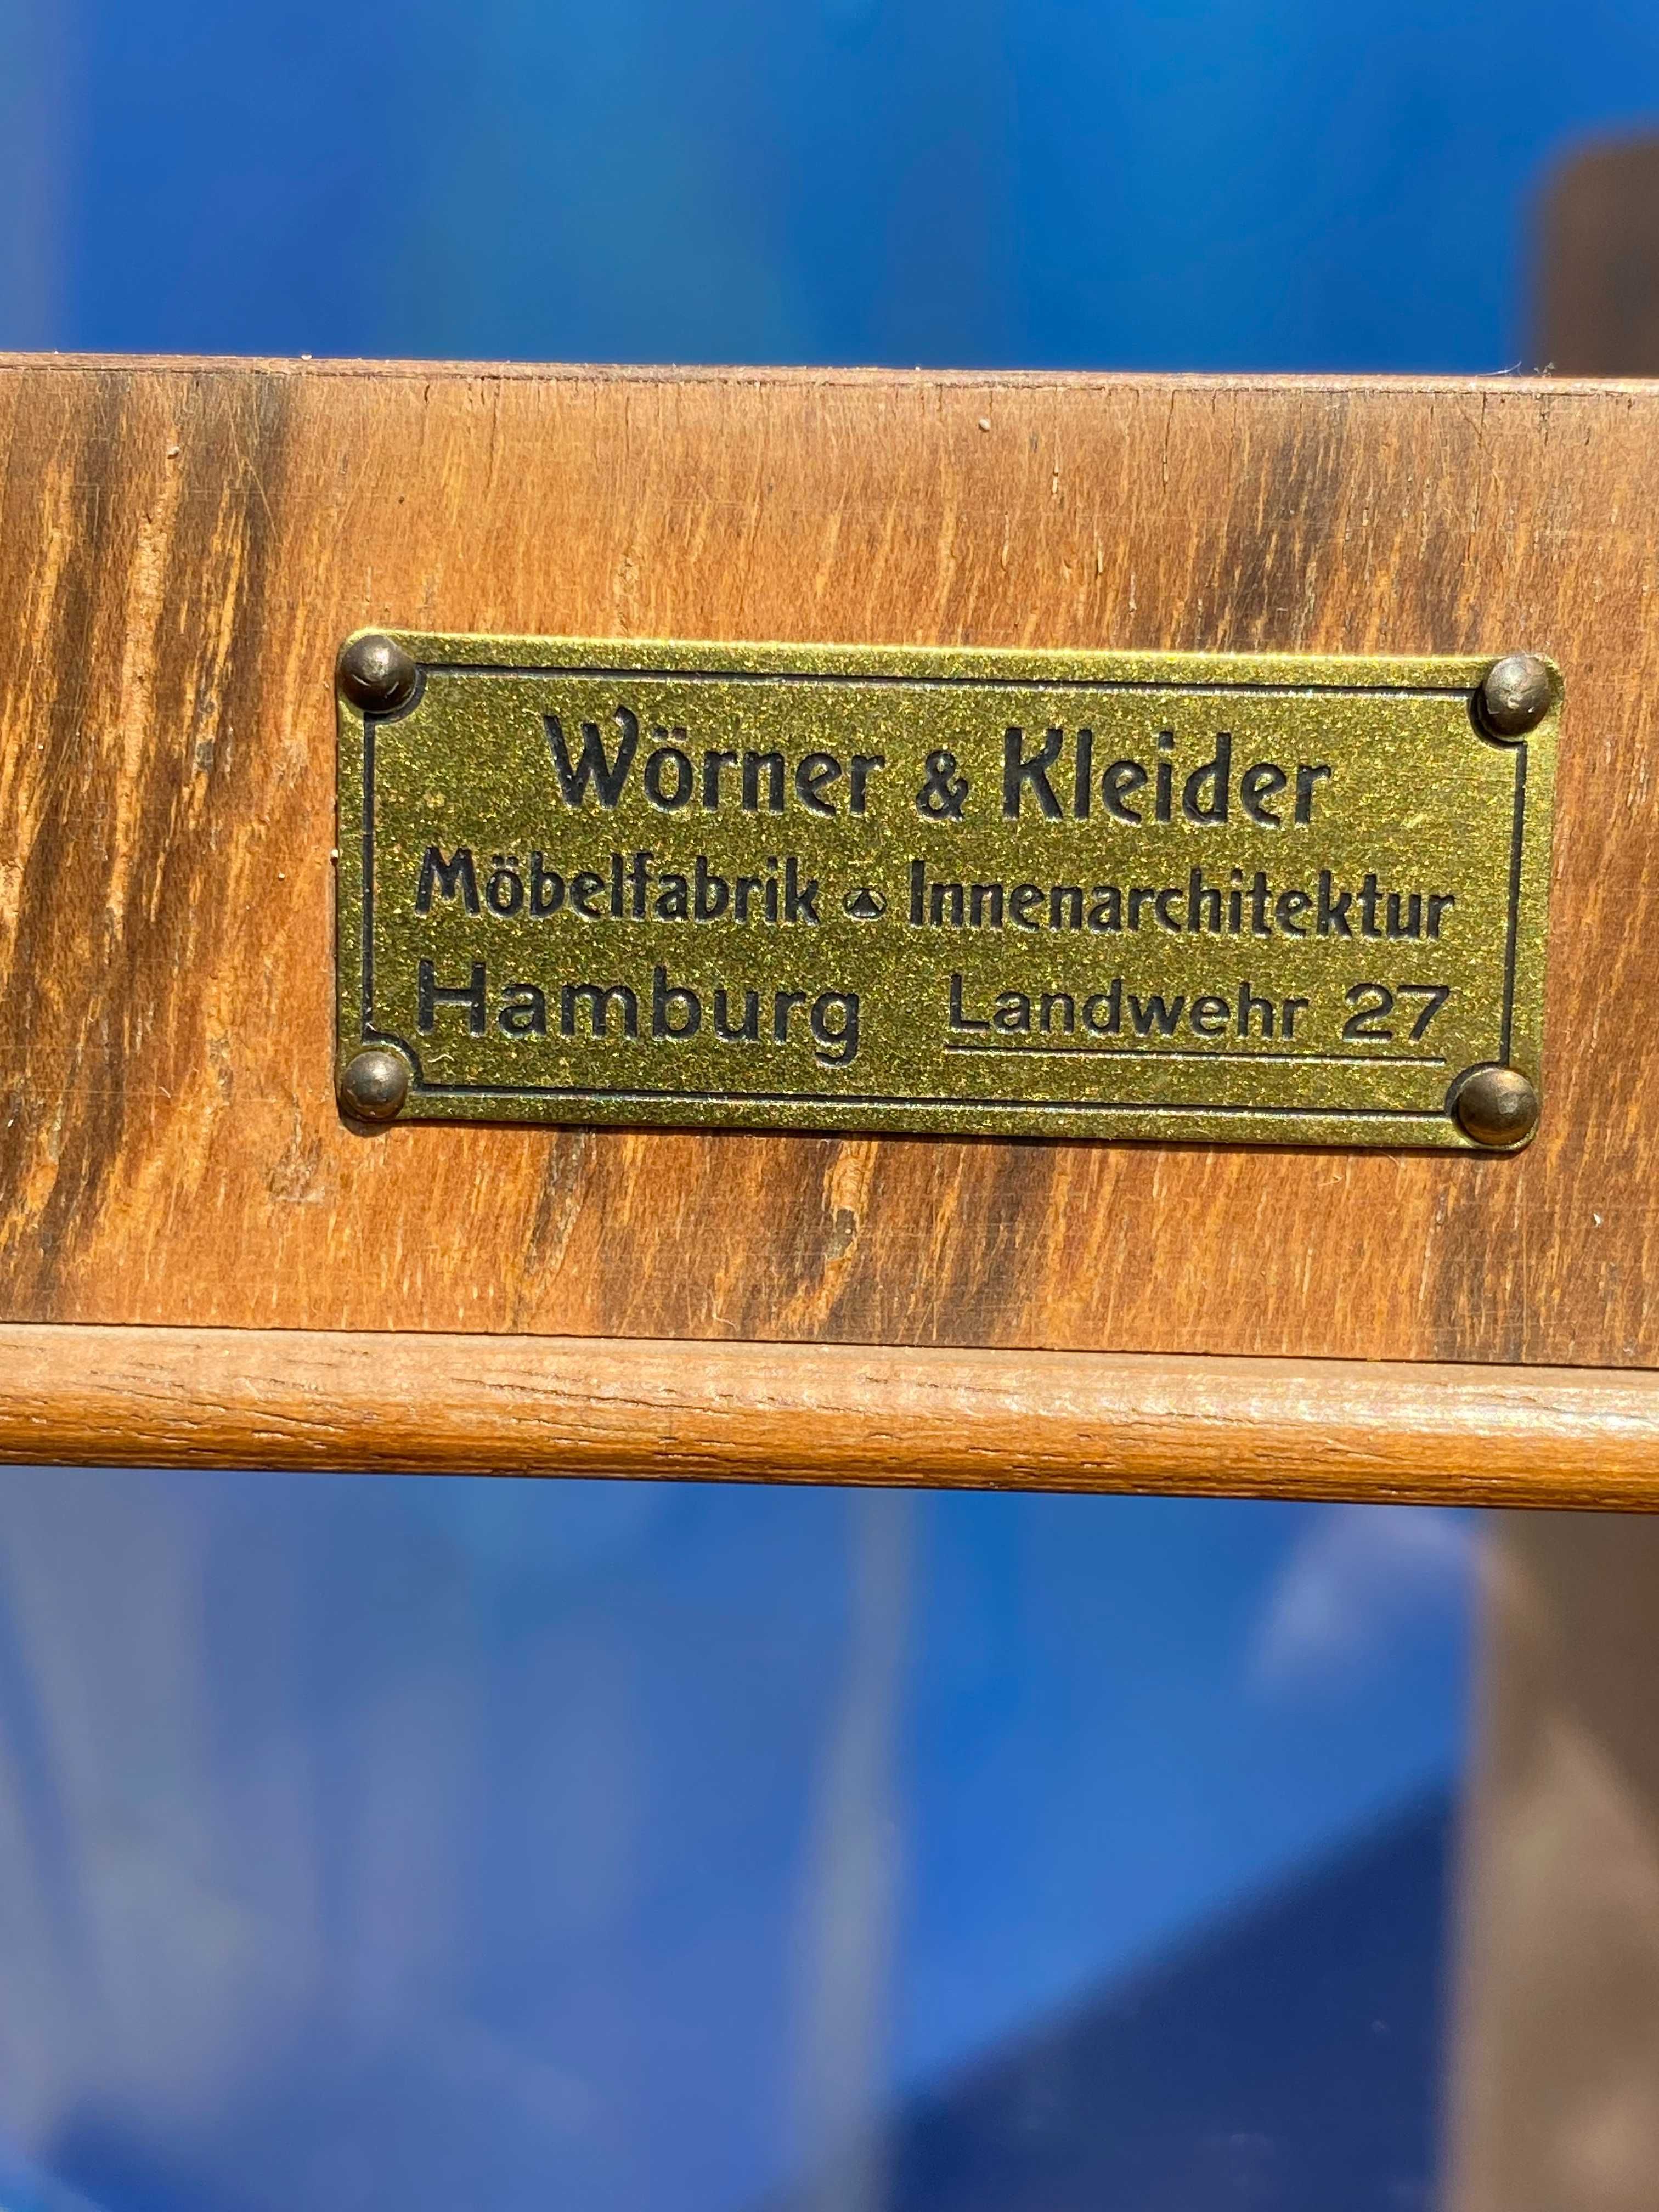 Wörner & Kleider
Möbelfabrik Innenarchitektur
Hamburg Landwehr 27